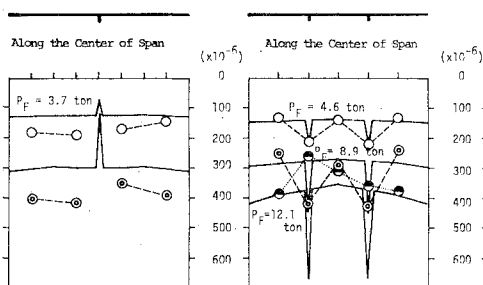 Along the Center of Span
(x10⁻⁶)
0
P_F = 3.7 ton
100
200
300
400
500
600
Along the Center of Span
(x10⁻⁶)
0
P_F = 4.6 ton
100
P_F = 8.9 ton
200
300
400
P_F=12.1
ton
500
600